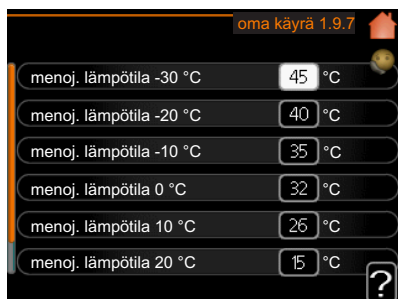 oma käyrä 1.9.7
menoj. lämpötila -30 °C 45 °C
menoj. lämpötila -20 °C 40 °C
menoj. lämpötila -10 °C 35 °C
menoj. lämpötila 0 °C 32 °C
menoj. lämpötila 10 °C 26 °C
menoj. lämpötila 20 °C 15 °C
?